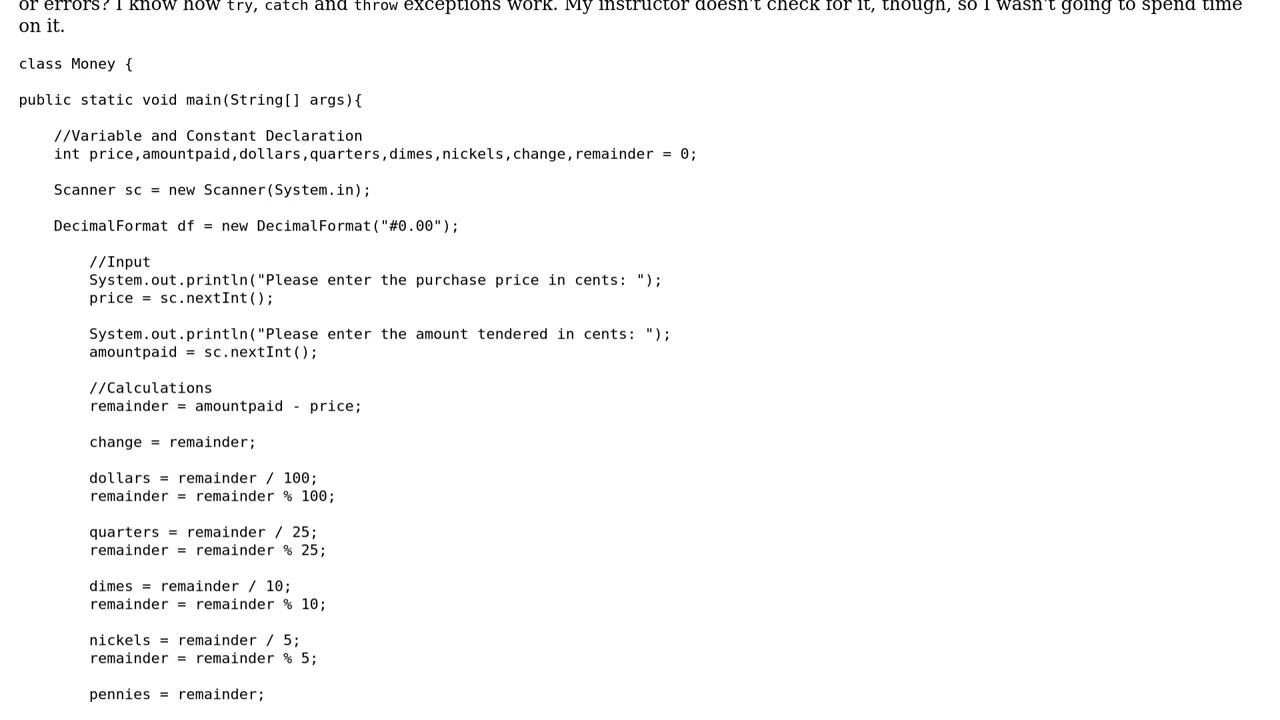 or errors? I know how try, catch and throw exceptions work. My instructor doesn't check for it, though, so I wasn't going to spend time
on it.
class Money {
public static void main(String[] args){
//Variable and Constant Declaration
int price,amountpaid,dollars,quarters,dimes,nickels,change,remainder = 0;
Scanner sc = new Scanner(System.in);
DecimalFormat df = new DecimalFormat("#0.00");
//Input
System.out.println("Please enter the purchase price in cents: ");
price = sc.nextInt();
System.out.println("Please enter the amount tendered in cents: ");
amountpaid = sc.nextInt();
//Calculations
remainder = amountpaid - price;
change = remainder;
dollars = remainder / 100;
remainder = remainder % 100;
quarters = remainder / 25;
remainder = remainder % 25;
dimes = remainder / 10;
remainder = remainder % 10;
nickels = remainder / 5;
remainder = remainder % 5;
pennies = remainder;